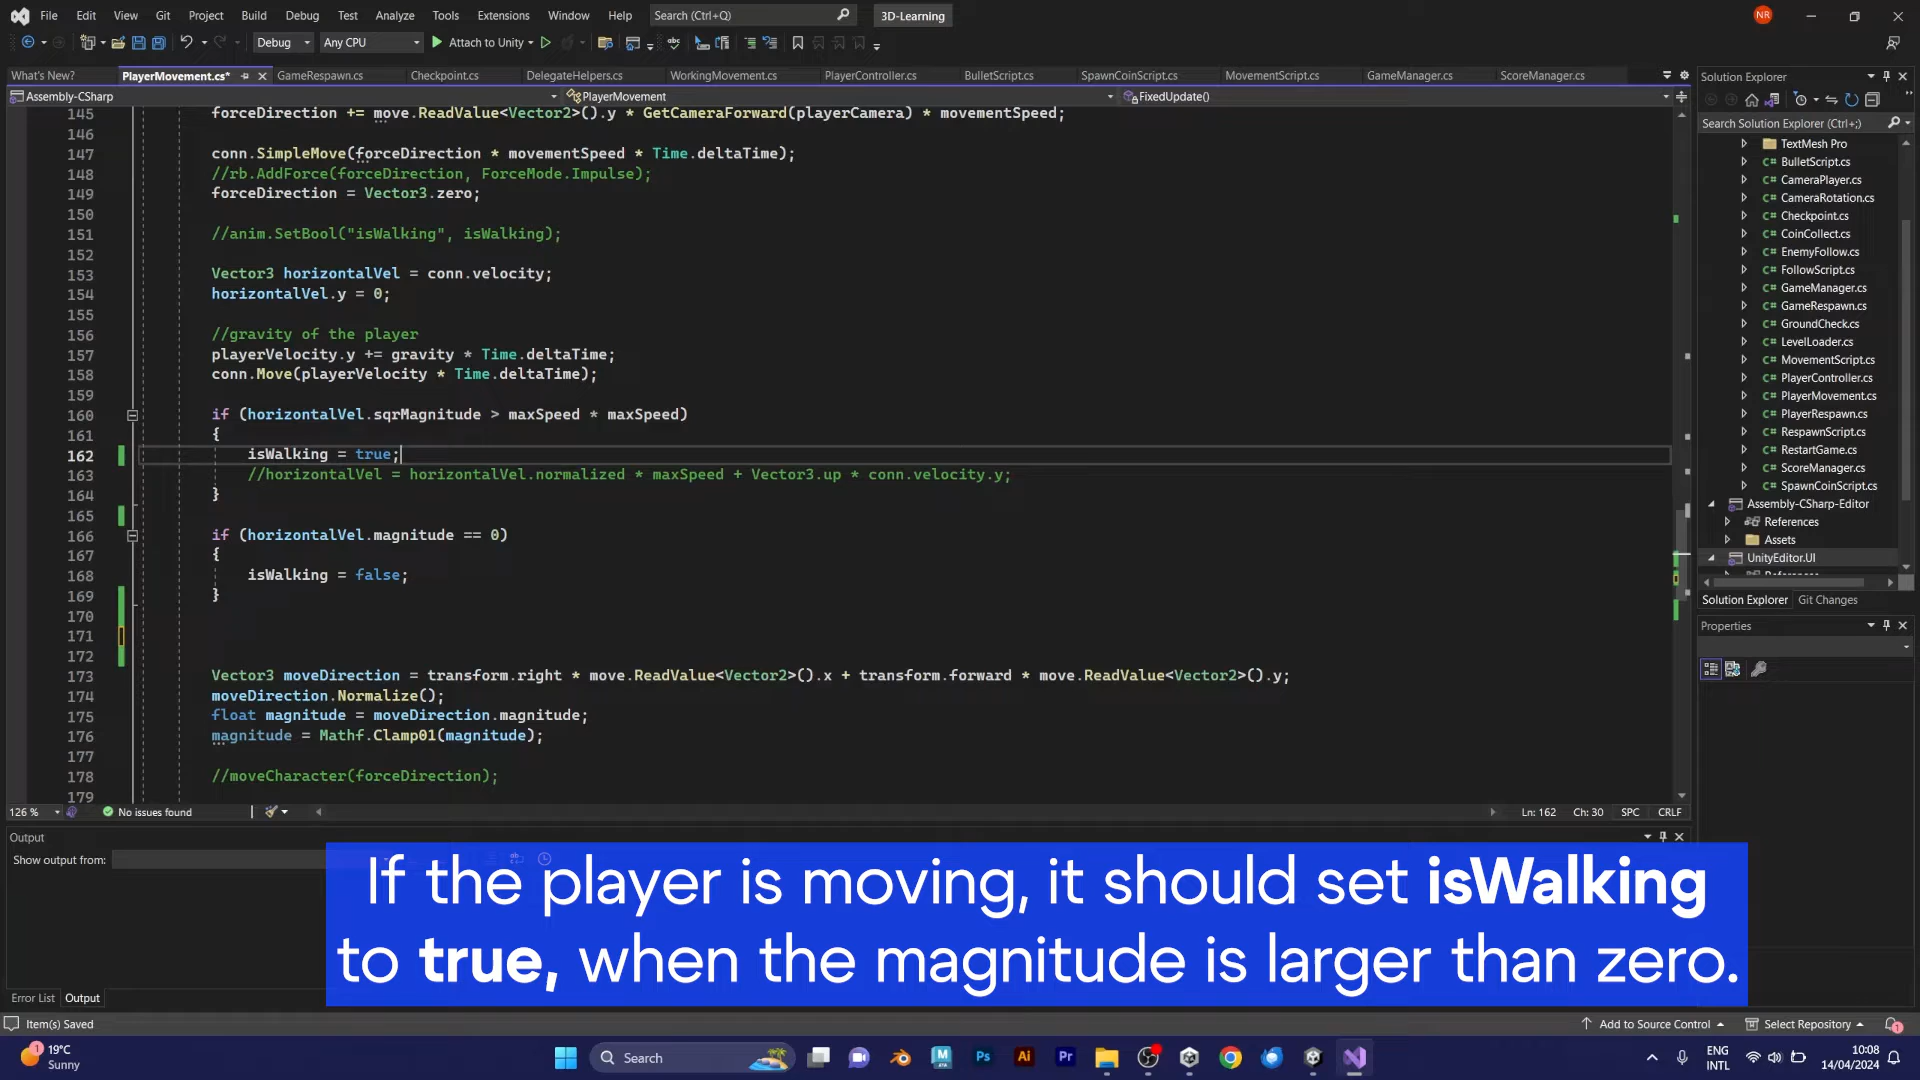 File Edit View Git Project Build Debug Test Analyze Tools Extensions Window Help Search (Ctrl+Q) 3D-Learning NR
Debug Any CPU Attach to Unity
What's New? PlayerMovement.cs* GameRespawn.cs Checkpoint.cs DelegateHelpers.cs WorkingMovement.cs PlayerController.cs BulletScript.cs SpawnCoinScript.cs MovementScript.cs GameManager.cs ScoreManager.cs
Assembly-CSharp PlayerMovement FixedUpdate()
145 forceDirection += move.ReadValue<Vector2>().y * GetCameraForward(playerCamera) * movementSpeed;
146
147 conn.SimpleMove(forceDirection * movementSpeed * Time.deltaTime);
148 //rb.AddForce(forceDirection, ForceMode.Impulse);
149 forceDirection = Vector3.zero;
150
151 //anim.SetBool("isWalking", isWalking);
152
153 Vector3 horizontalVel = conn.velocity;
154 horizontalVel.y = 0;
155
156 //gravity of the player
157 playerVelocity.y += gravity * Time.deltaTime;
158 conn.Move(playerVelocity * Time.deltaTime);
159
160 if (horizontalVel.sqrMagnitude > maxSpeed * maxSpeed)
161 {
162 isWalking = true;
163 //horizontalVel = horizontalVel.normalized * maxSpeed + Vector3.up * conn.velocity.y;
164 }
165
166 if (horizontalVel.magnitude == 0)
167 {
168 isWalking = false;
169 }
170
171
172
173 Vector3 moveDirection = transform.right * move.ReadValue<Vector2>().x + transform.forward * move.ReadValue<Vector2>().y;
174 moveDirection.Normalize();
175 float magnitude = moveDirection.magnitude;
176 magnitude = Mathf.Clamp01(magnitude);
177
178 //moveCharacter(forceDirection);
179
126 % No issues found Ln: 162 Ch: 30 SPC CRLF
Solution Explorer
Search Solution Explorer (Ctrl+;)
TextMesh Pro
C# BulletScript.cs
C# CameraPlayer.cs
C# CameraRotation.cs
C# Checkpoint.cs
C# CoinCollect.cs
C# EnemyFollow.cs
C# FollowScript.cs
C# GameManager.cs
C# GameRespawn.cs
C# GroundCheck.cs
C# LevelLoader.cs
C# MovementScript.cs
C# PlayerController.cs
C# PlayerMovement.cs
C# PlayerRespawn.cs
C# RespawnScript.cs
C# RestartGame.cs
C# ScoreManager.cs
C# SpawnCoinScript.cs
Assembly-CSharp-Editor
References
Assets
UnityEditor.UI
Solution Explorer Git Changes
Properties
Output
Show output from:
If the player is moving, it should set isWalking
to true, when the magnitude is larger than zero.
Error List Output
Item(s) Saved Add to Source Control Select Repository 1
1 19°C
Sunny
Search Ps Ai Pr
ENG
INTL
10:08
14/04/2024